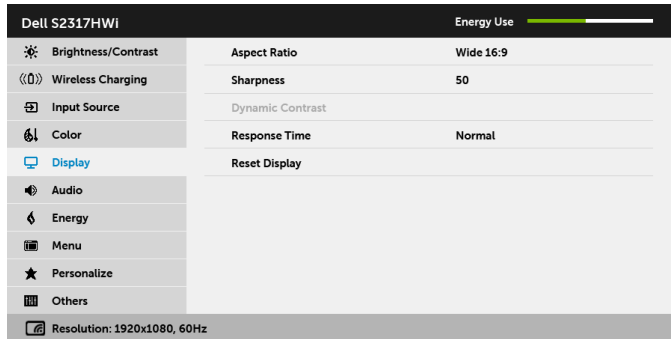 Dell S2317HWi
Energy Use
Brightness/Contrast
Aspect Ratio Wide 16:9
Wireless Charging
Sharpness 50
Input Source
Dynamic Contrast
Color
Response Time Normal
Display
Reset Display
Audio
Energy
Menu
Personalize
Others
Resolution: 1920x1080, 60Hz